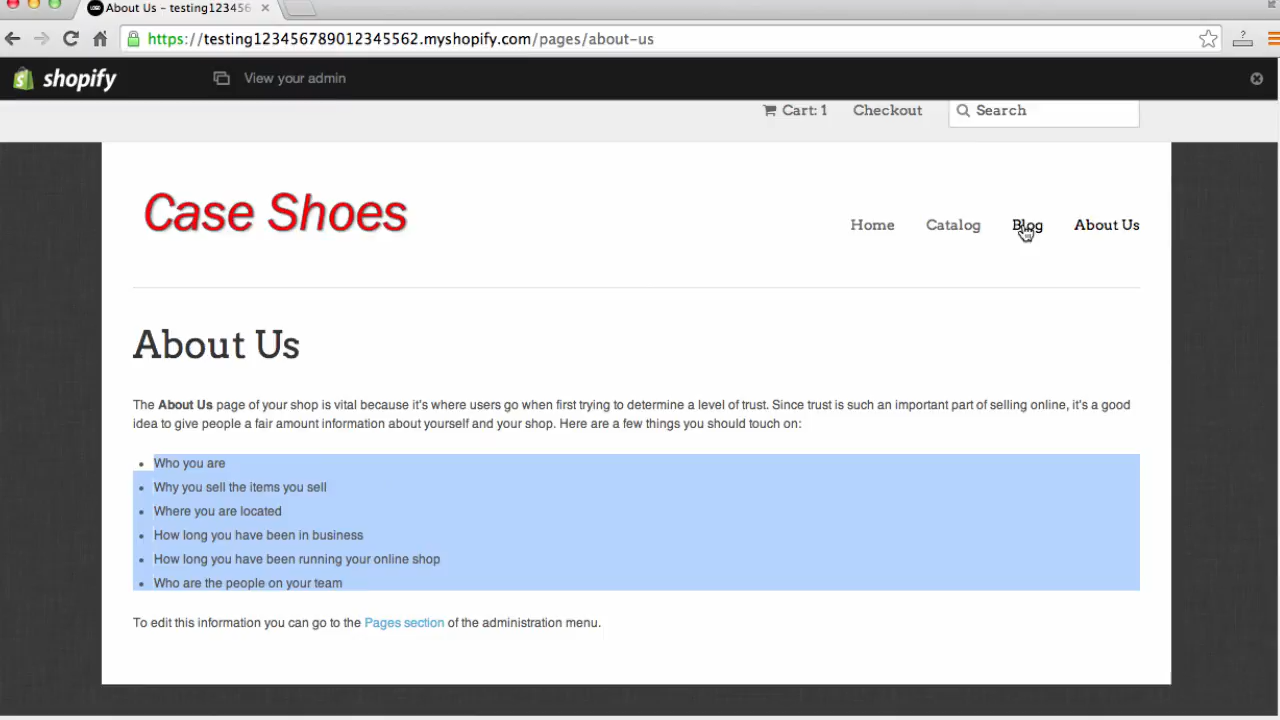 About Us - testing123456
https://testing123456789012345562.myshopify.com/pages/about-us
shopify View your admin
Cart: 1 Checkout Search
Case Shoes
Home Catalog Blog About Us
About Us
The About Us page of your shop is vital because it's where users go when first trying to determine a level of trust. Since trust is such an important part of selling online, it's a good
idea to give people a fair amount information about yourself and your shop. Here are a few things you should touch on:
• Who you are
• Why you sell the items you sell
• Where you are located
• How long you have been in business
• How long you have been running your online shop
• Who are the people on your team
To edit this information you can go to the Pages section of the administration menu.